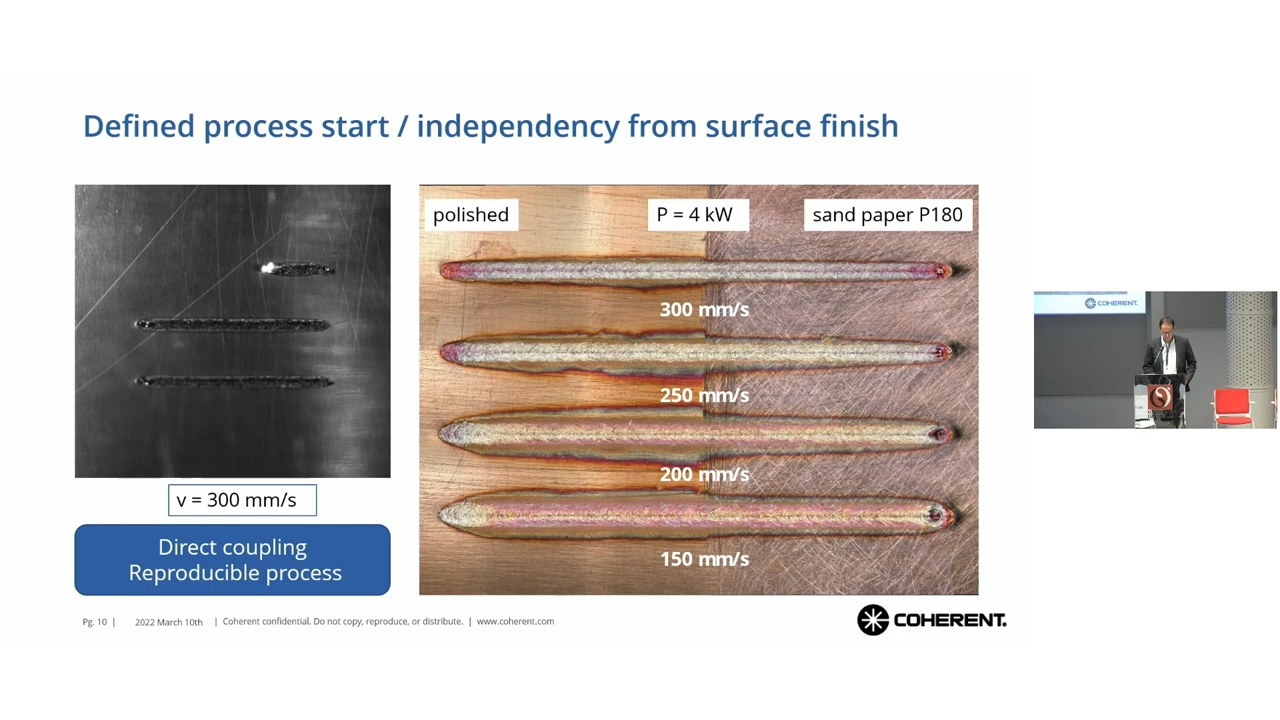 Defined process start / independency from surface finish
polished
P = 4 kW
sand paper P180
300 mm/s
250 mm/s
200 mm/s
150 mm/s
v = 300 mm/s
Direct coupling
Reproducible process
Pg. 10 | 2022 March 10th | Coherent confidential. Do not copy, reproduce, or distribute. | www.coherent.com
COHERENT.
COHERENT.